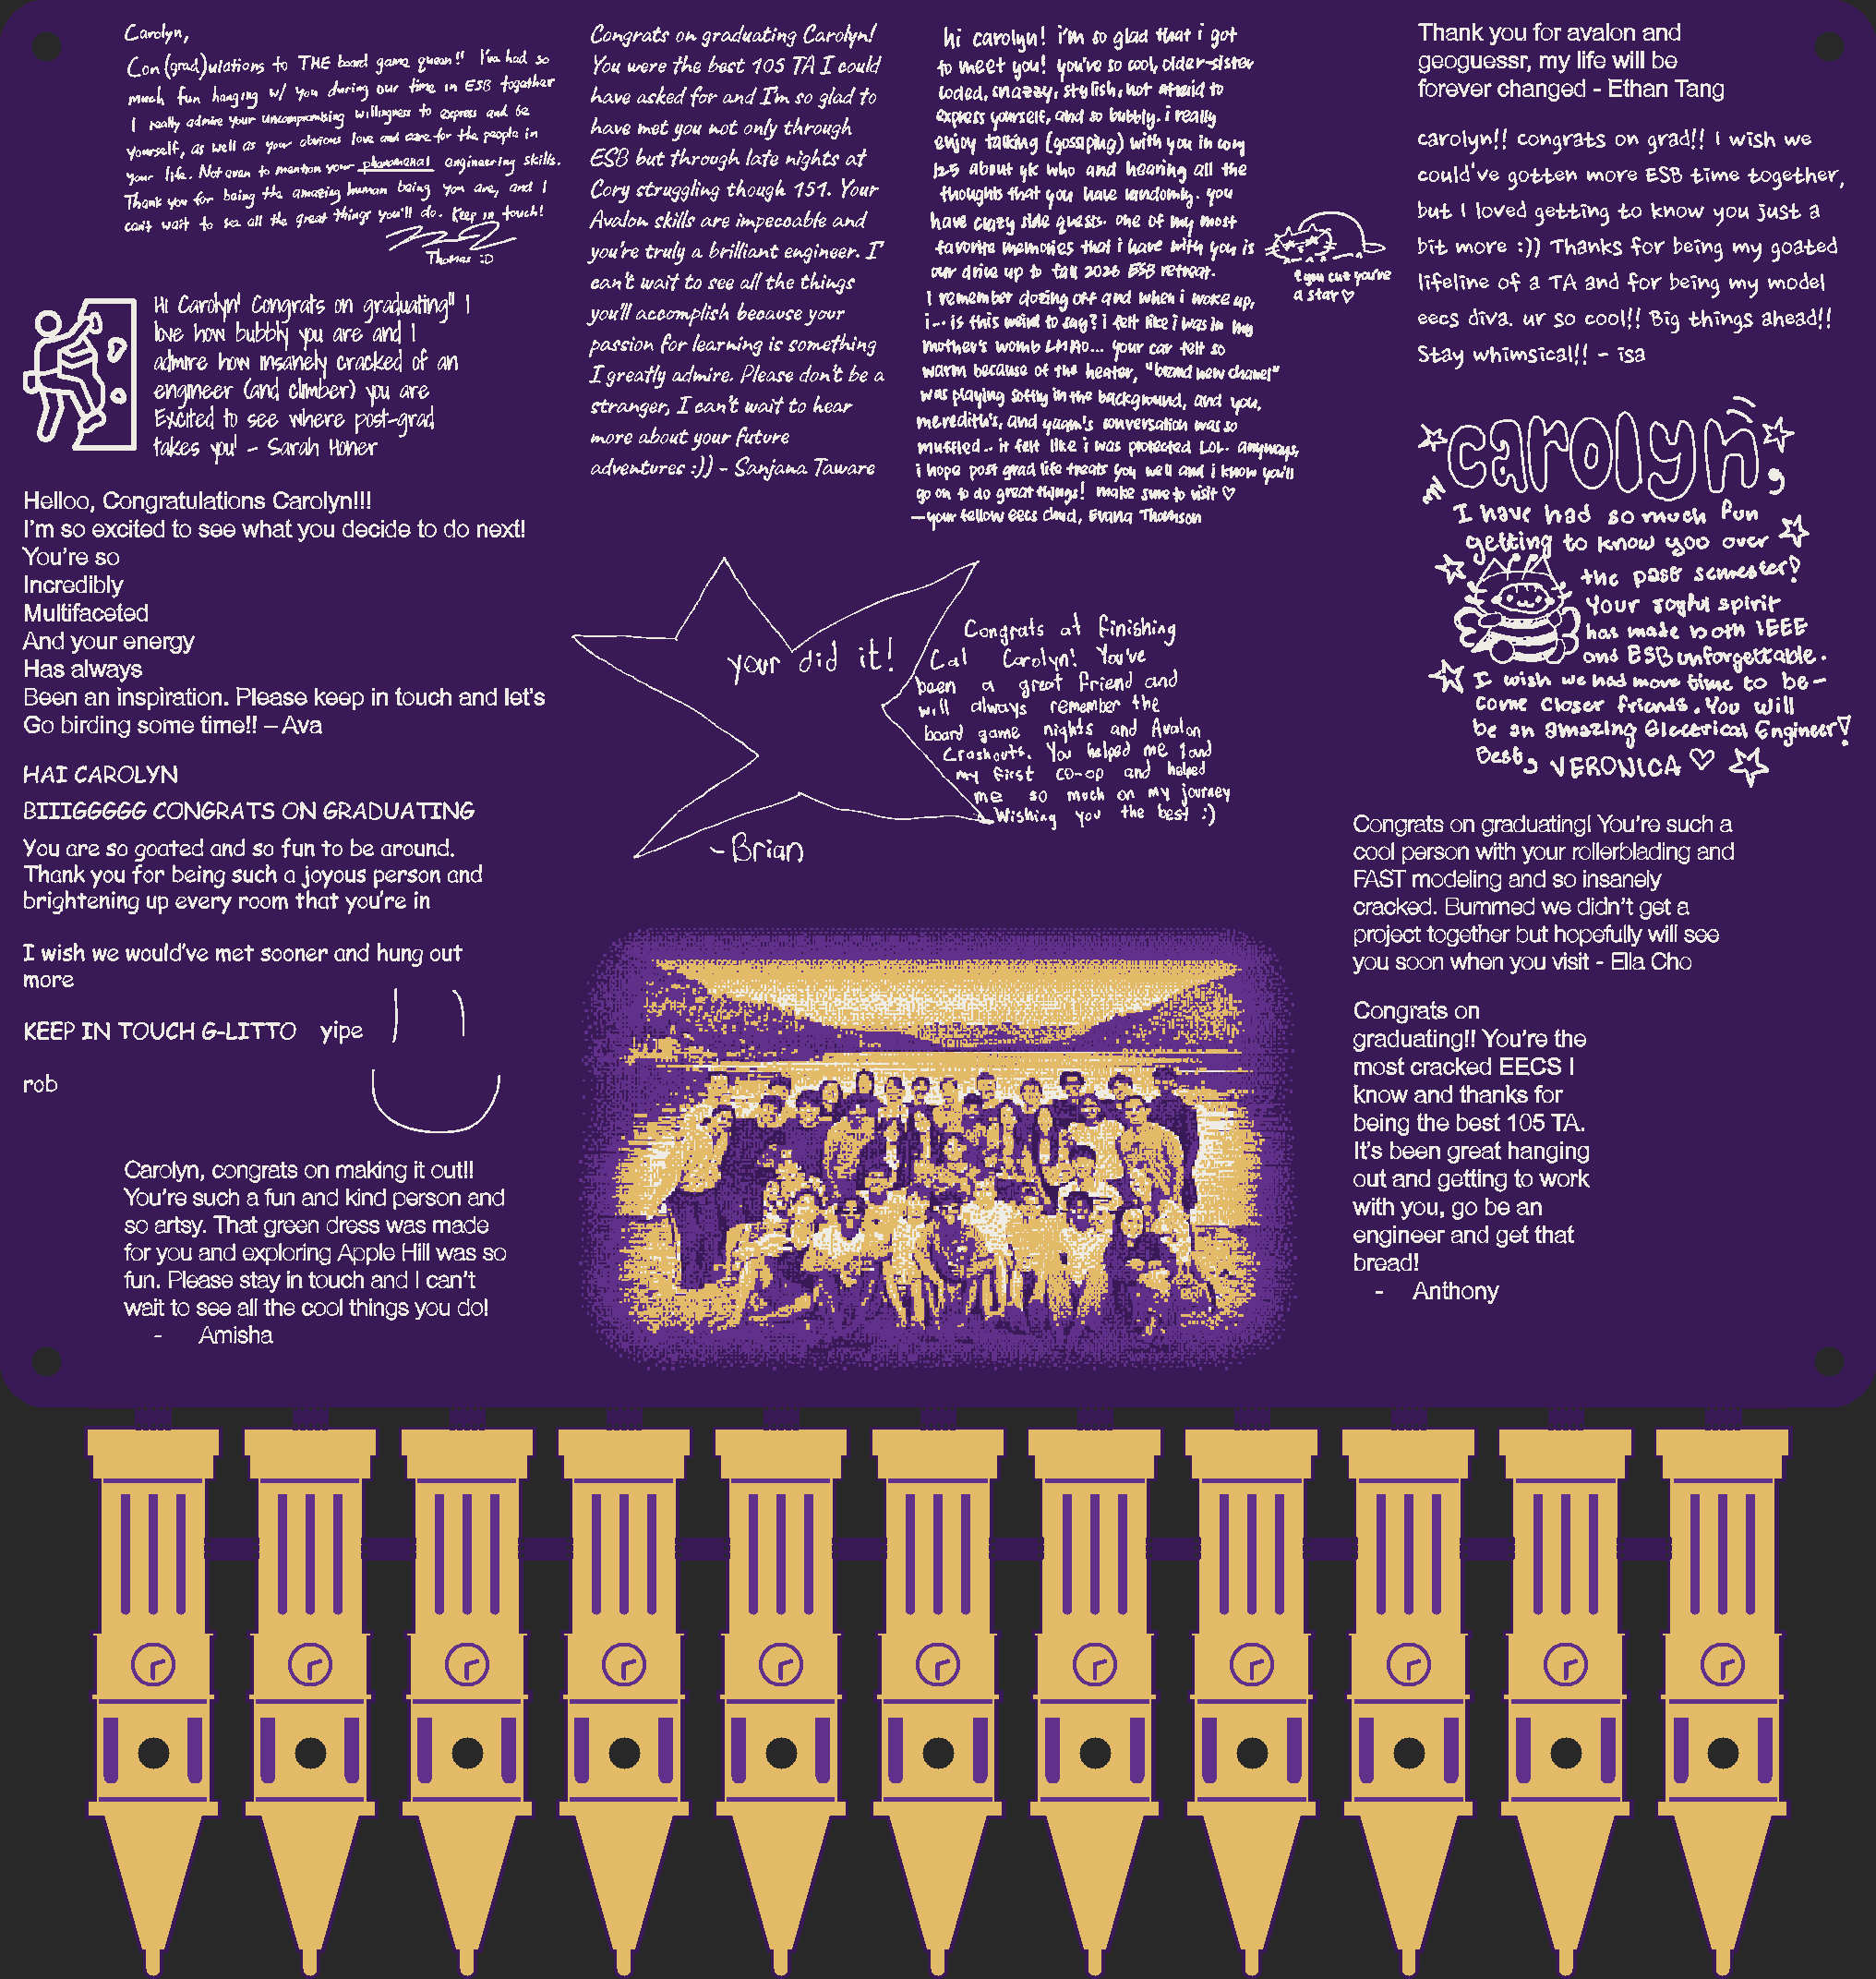 Carolyn,
Con(grad)ulations to THE board game queen!! I've had so
much fun hanging w/ you during our time in ESB together
I really admire your uncompromising willingness to express and be
yourself, as well as your obvious love and care for the people in
your life. Not even to mention your phenomenal engineering skills.
Thank you for being the amazing human being you are, and I
can't wait to see all the great things you'll do. Keep in touch!
Thomas :D
Hi Carolyn! Congrats on graduating!! I
love how bubbly you are and I
admire how insanely cracked of an
engineer (and climber) you are
Excited to see where post-grad
takes you! - Sarah Honer
Helloo, Congratulations Carolyn!!!
I'm so excited to see what you decide to do next!
You're so
Incredibly
Multifaceted
And your energy
Has always
Been an inspiration. Please keep in touch and let's
Go birding some time!! – Ava
HAI CAROLYN
BIIIGGGGG CONGRATS ON GRADUATING
You are so goated and so fun to be around.
Thank you for being such a joyous person and
brightening up every room that you're in
I wish we would've met sooner and hung out
more
KEEP IN TOUCH G-LITTO yipe
rob
Carolyn, congrats on making it out!!
You're such a fun and kind person and
so artsy. That green dress was made
for you and exploring Apple Hill was so
fun. Please stay in touch and I can't
wait to see all the cool things you do!
- Amisha
Congrats on graduating Carolyn!
You were the best 105 TA I could
have asked for and I'm so glad to
have met you not only through
ESB but through late nights at
Cory struggling though 151. Your
Avalon skills are impecable and
you're truly a brilliant engineer. I
can't wait to see all the things
you'll accomplish because your
passion for learning is something
I greatly admire. Please don't be a
stranger, I can't wait to hear
more about your future
adventures :)) - Sanjana Taware
hi carolyn! i'm so glad that i got
to meet you! you've so cool, older-sister
coded, snazzy, stylish, not afraid to
express yourself, and so bubbly. i really
enjoy talking (gossiping) with you in cory
125 about yk who and hearing all the
thoughts that you have randomly. you
have crazy side quests. one of my most
favorite memories that i have with you is
our drive up to fall 2026 ESB retreat.
I remember dozing off and when i woke up,
i... is this weird to say? i felt like i was in my
mother's womb LMAO... your car felt so
warm because of the heater, "brand new chanel"
was playing softly in the background, and you,
meredith's, and yaqm's conversation was so
muffled.. it felt like i was protected LOL. anyways,
i hope post grad life treats you well and i know you'll
go on to do great things! make sure to visit ♡
—your fellow eecs chud, Evana Thomson
you cut you're
a star ♡
your did it!
Congrats at finishing
Cal Carolyn! You've
been a great friend and
will always remember the
board game nights and Avalon
Crashouts. You helped me land
my first co-op and helped
me so much on my journey
Wishing you the best :)
- Brian
Thank you for avalon and
geoguessr, my life will be
forever changed - Ethan Tang
carolyn!! congrats on grad!! I wish we
could've gotten more ESB time together,
but I loved getting to know you just a
bit more :)) Thanks for being my goated
lifeline of a TA and for being my model
eecs diva. ur so cool!! Big things ahead!!
Stay whimsical!! - isa
carolyn,
I have had so much fun
getting to know yoo over
the past semester!
Your joyful spirit
has made both IEEE
and ESB unforgettable.
I wish we had more time to be-
come closer friends. You will
be an amazing Electrical Engineer!
Best, VERONICA ♡
Congrats on graduating! You're such a
cool person with your rollerblading and
FAST modeling and so insanely
cracked. Bummed we didn't get a
project together but hopefully will see
you soon when you visit - Ella Cho
Congrats on
graduating!! You're the
most cracked EECS I
know and thanks for
being the best 105 TA.
It's been great hanging
out and getting to work
with you, go be an
engineer and get that
bread!
- Anthony